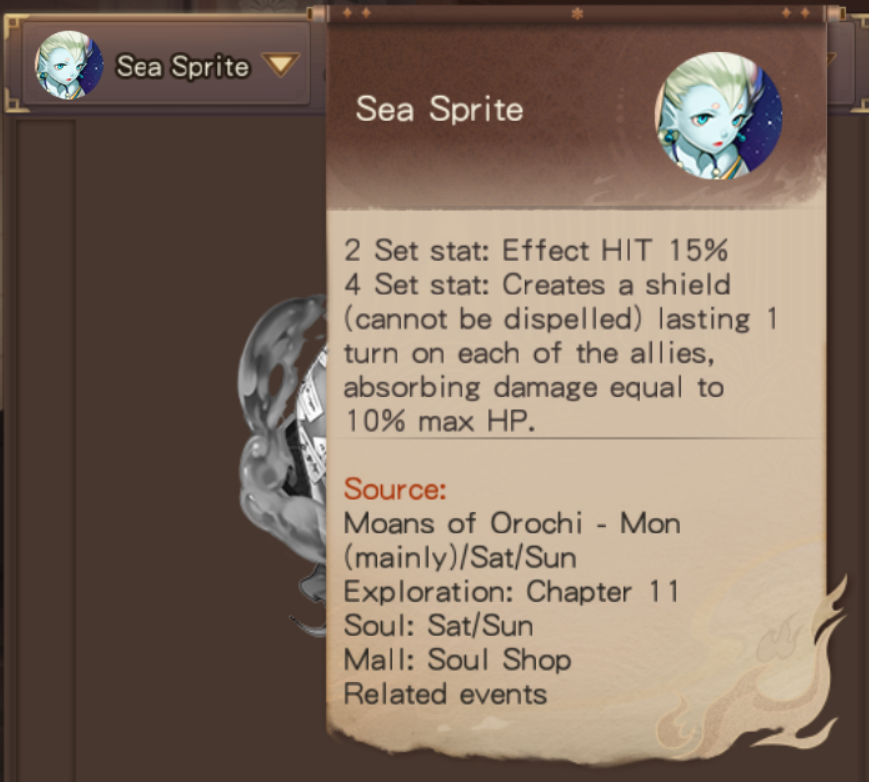 Sea Sprite
Sea Sprite
2 Set stat: Effect HIT 15%
4 Set stat: Creates a shield
(cannot be dispelled) lasting 1
turn on each of the allies,
absorbing damage equal to
10% max HP.
Source:
Moans of Orochi - Mon
(mainly)/Sat/Sun
Exploration: Chapter 11
Soul: Sat/Sun
Mall: Soul Shop
Related events